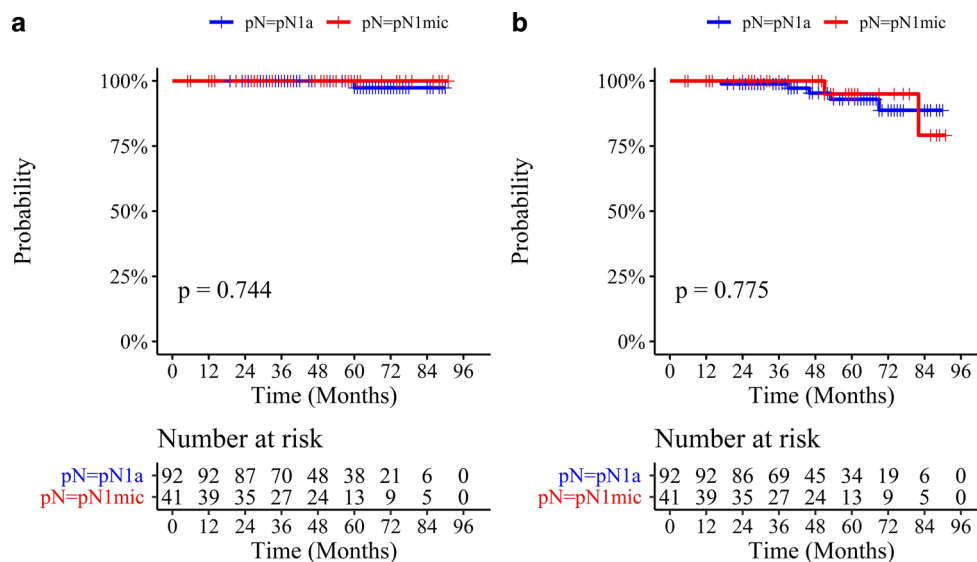 a
pN=pN1a pN=pN1mic
100%
75%
50%
25%
0%
Probability
p = 0.744
0 12 24 36 48 60 72 84 96
Time (Months)
Number at risk
pN=pN1a 92 92 87 70 48 38 21 6 0
pN=pN1mic 41 39 35 27 24 13 9 5 0
0 12 24 36 48 60 72 84 96
Time (Months)
b
pN=pN1a pN=pN1mic
100%
75%
50%
25%
0%
Probability
p = 0.775
0 12 24 36 48 60 72 84 96
Time (Months)
Number at risk
pN=pN1a 92 92 86 69 45 34 19 6 0
pN=pN1mic 41 39 35 27 24 13 9 5 0
0 12 24 36 48 60 72 84 96
Time (Months)